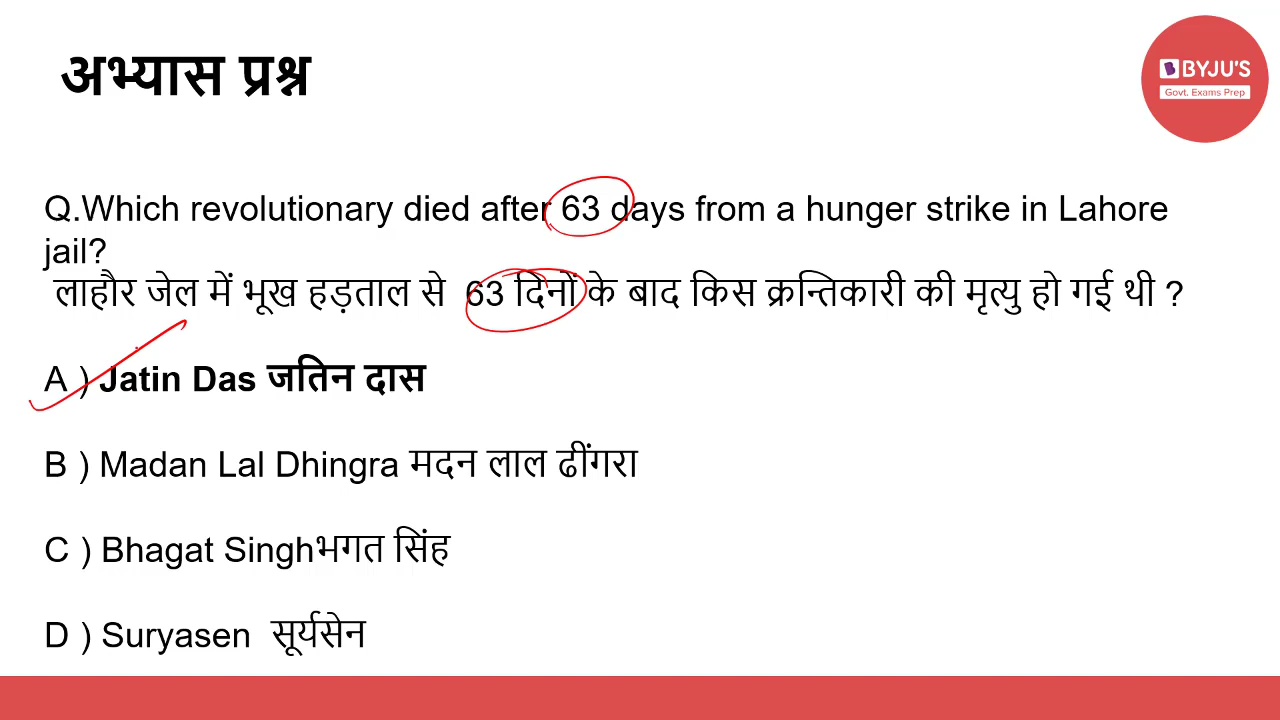 अभ्यास प्रश्न
BYJU'S
Govt. Exams Prep
Q.Which revolutionary died after 63 days from a hunger strike in Lahore
jail?
लाहौर जेल में भूख हड़ताल से 63 दिनों के बाद किस क्रन्तिकारी की मृत्यु हो गई थी ?
A ) Jatin Das जतिन दास
B ) Madan Lal Dhingra मदन लाल ढींगरा
C ) Bhagat Singhभगत सिंह
D ) Suryasen सूर्यसेन